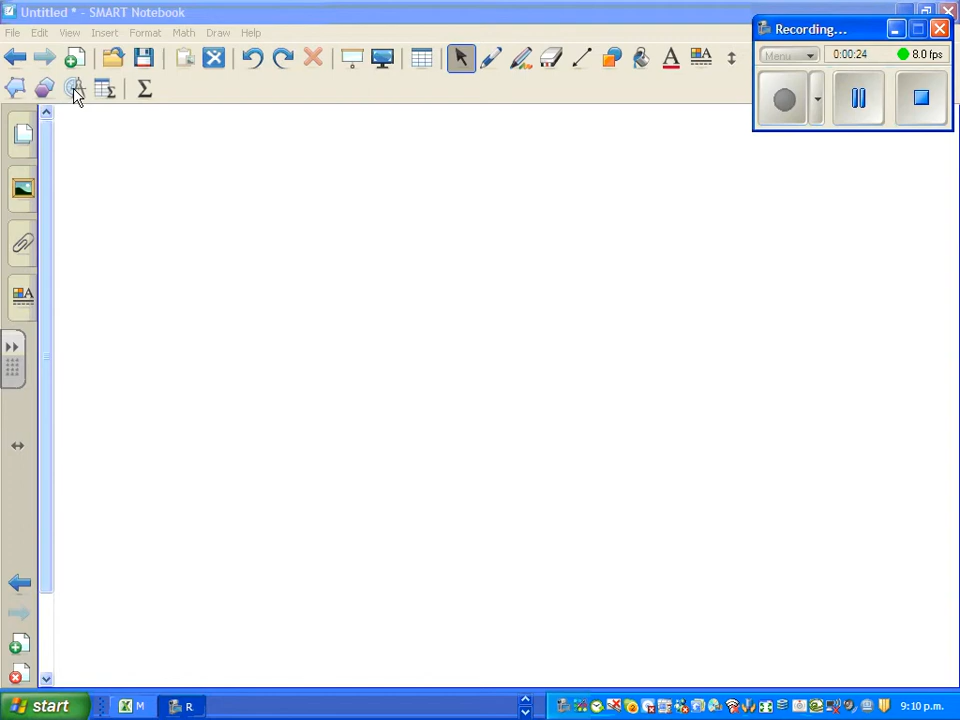 Untitled * - SMART Notebook
File Edit View Insert Format Math Draw Help
Recording...
Menu 0:00:24 8.0 fps
start M R 9:10 p.m.